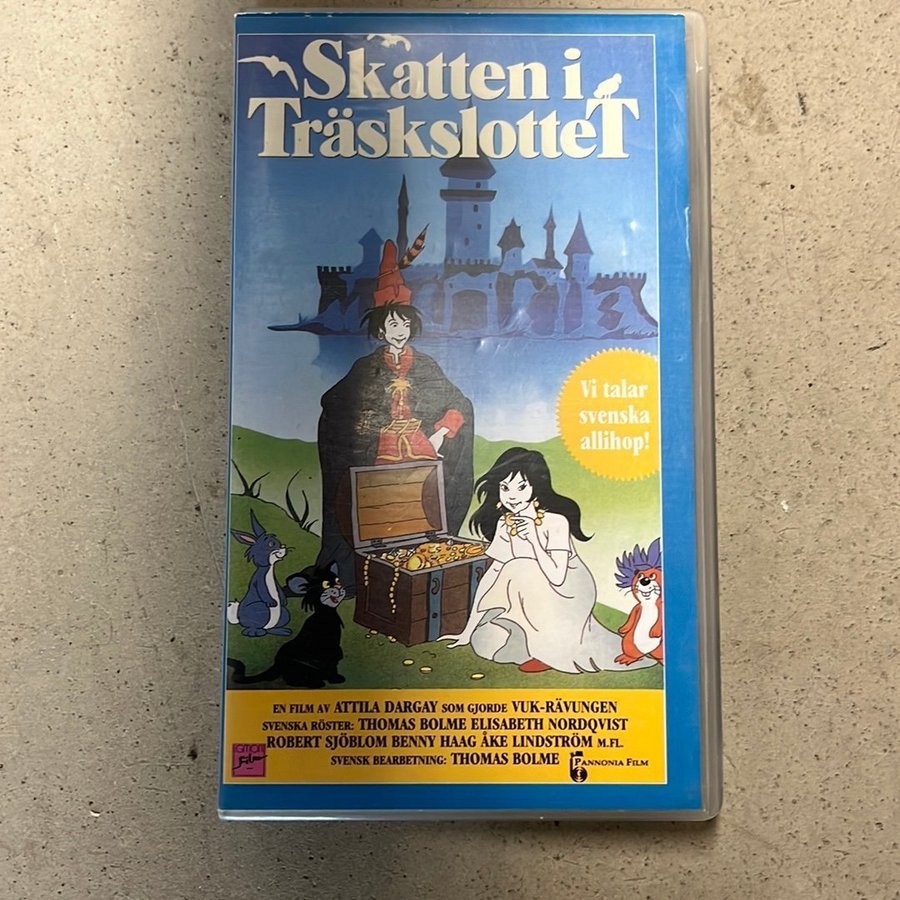 Skatten i
Träskslottet
Vi talar
svenska
allihop!
EN FILM AV ATTILA DARGAY SOM GJORDE VUK-RÄVUNGEN
SVENSKA RÖSTER: THOMAS BOLME ELISABETH NORDQVIST
ROBERT SJÖBLOM BENNY HAAG ÅKE LINDSTRÖM M.FL.
SVENSK BEARBETNING: THOMAS BOLME
PANNONIA FILM